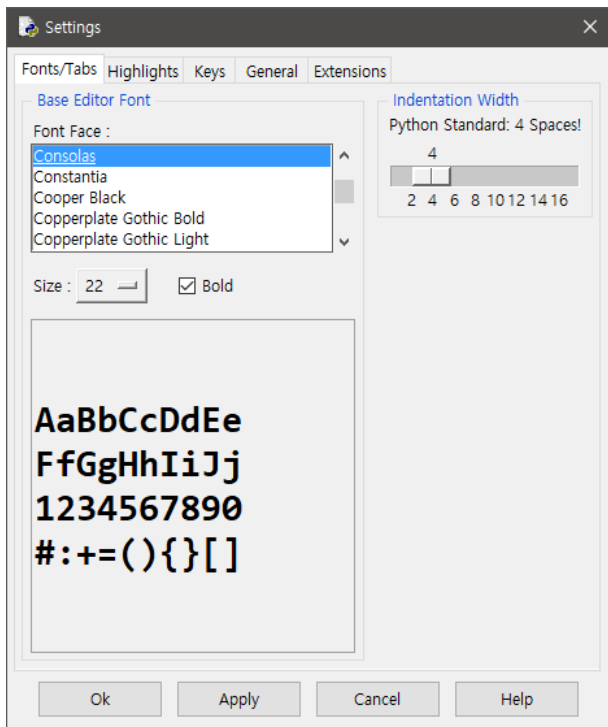 Settings
Fonts/Tabs Highlights Keys General Extensions
Base Editor Font
Font Face :
Consolas
Constantia
Cooper Black
Copperplate Gothic Bold
Copperplate Gothic Light
Size : 22 Bold
AaBbCcDdEe
FfGgHhIiJj
1234567890
#:+=(){}[]
Indentation Width
Python Standard: 4 Spaces!
4
2 4 6 8 10 12 14 16
Ok Apply Cancel Help